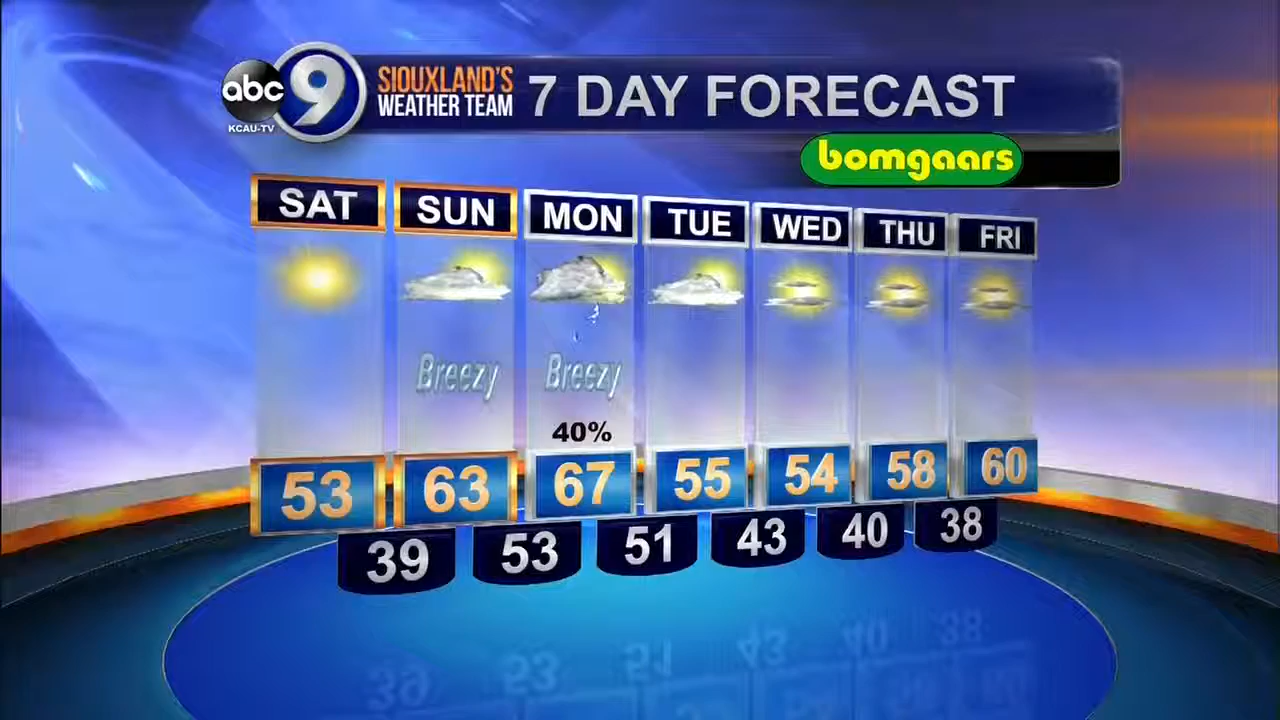 abc 9
KCAU-TV
SIOUXLAND'S
WEATHER TEAM
7 DAY FORECAST
bomgaars
SAT SUN MON TUE WED THU FRI
Breezy Breezy
40%
53 63 67 55 54 58 60
39 53 51 43 40 38